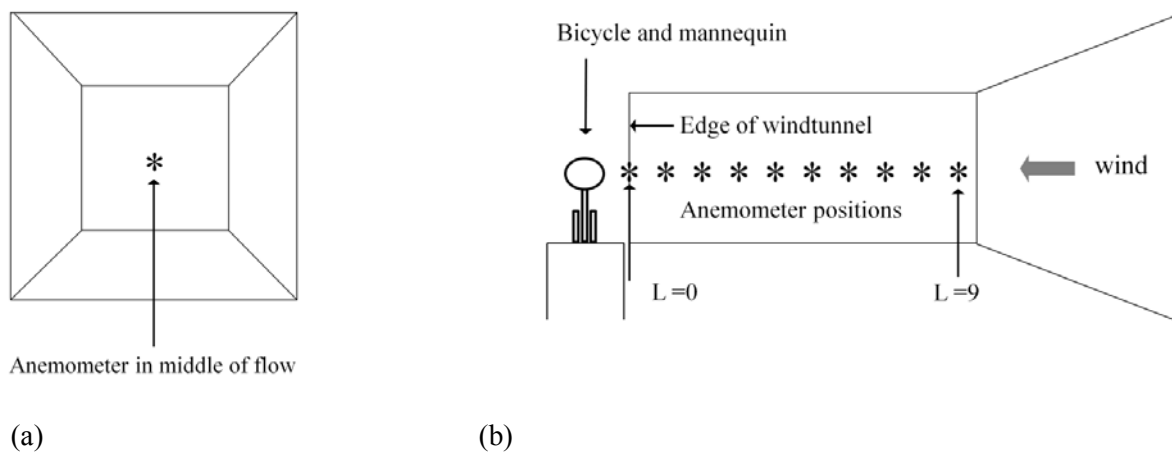 Anemometer in middle of flow
(a)
Bicycle and mannequin
Edge of windtunnel
wind
Anemometer positions
L =0
L =9
(b)